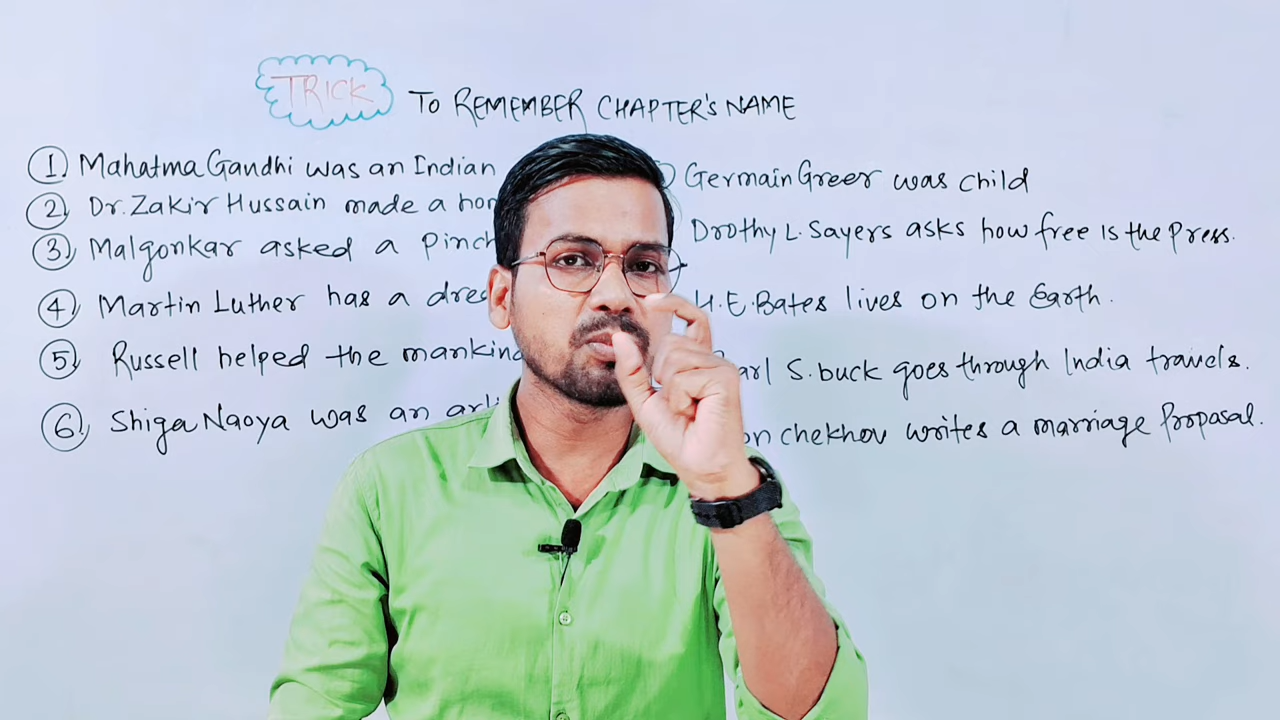 TRICK TO REMEMBER CHAPTER'S NAME
1 Mahatma Gandhi was an Indian
2 Dr. Zakir Hussain made a
3 Malgonkar asked a Pinch
4 Martin Luther has a
5 Russell helped the mankind
6 Shiga Naoya was an
Germain Greer was child
Drothy L. Sayers asks how free is the Press.
H.E. Bates lives on the Earth.
S. buck goes through India travels.
chekhov writes a marriage Proposal.